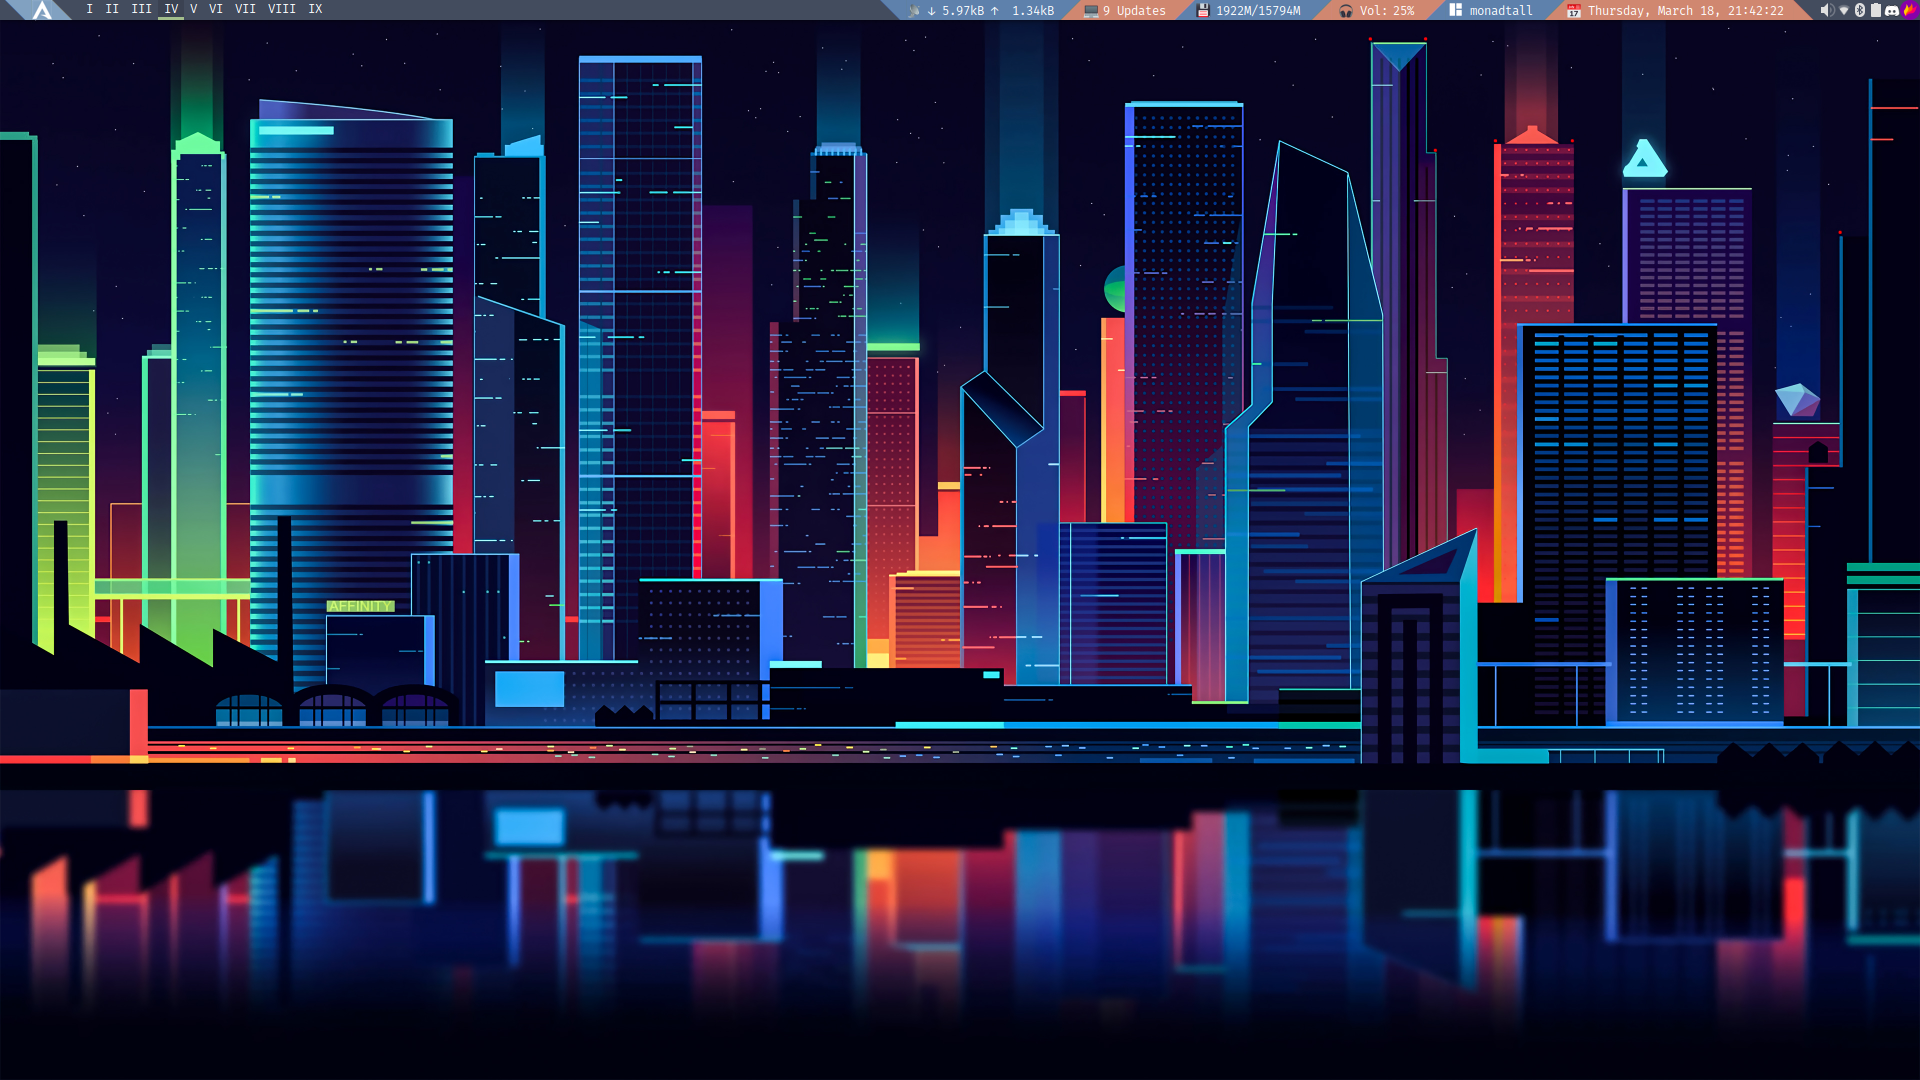 I II III IV V VI VII VIII IX ↓ 5.97kB ↑ 1.34kB 9 Updates 1922M/15794M Vol: 25% monadtall 17 Thursday, March 18, 21:42:22
AFFINITY